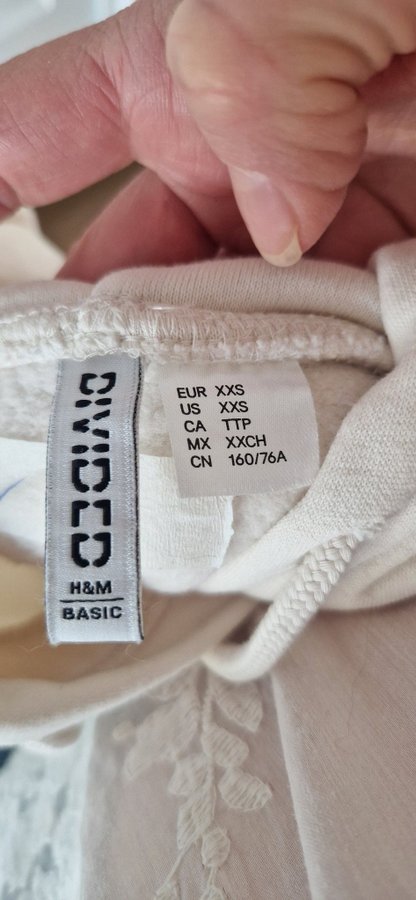 DIVIDED
H&M
BASIC
EUR XXS
US XXS
CA TTP
MX XXCH
CN 160/76A